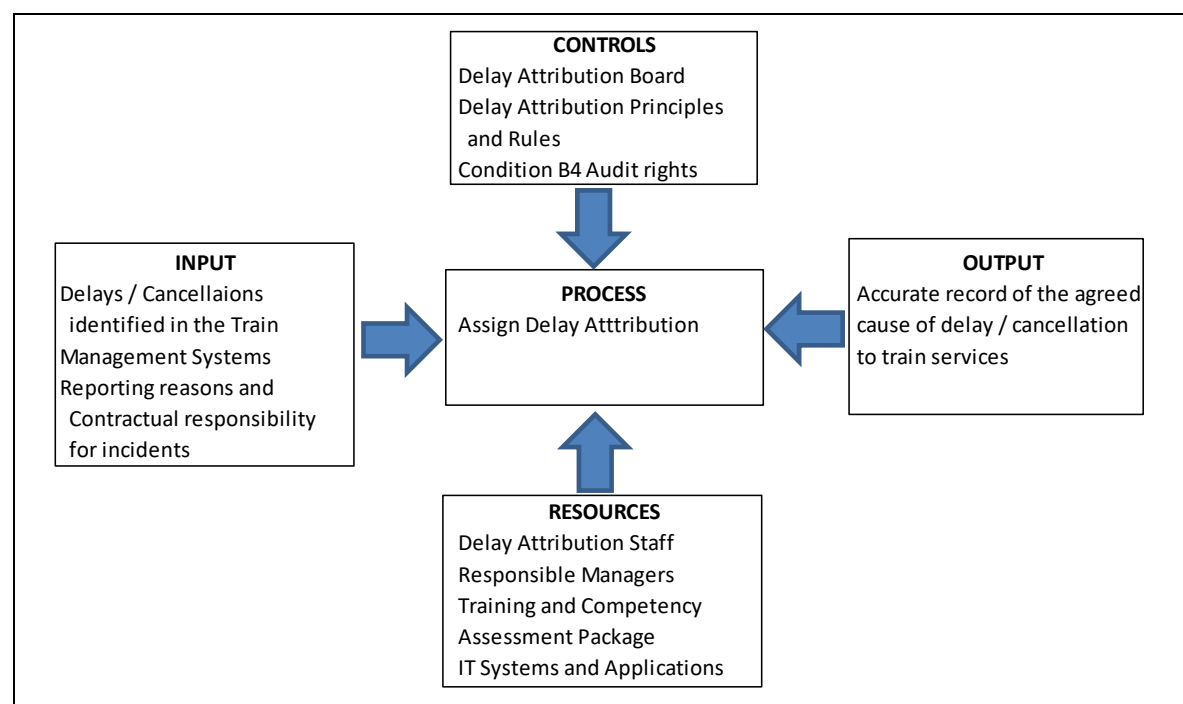 CONTROLS
Delay Attribution Board
Delay Attribution Principles
and Rules
Condition B4 Audit rights
INPUT
Delays / Cancellaions
identified in the Train
Management Systems
Reporting reasons and
Contractual responsibility
for incidents
PROCESS
Assign Delay Atttribution
OUTPUT
Accurate record of the agreed
cause of delay / cancellation
to train services
RESOURCES
Delay Attribution Staff
Responsible Managers
Training and Competency
Assessment Package
IT Systems and Applications